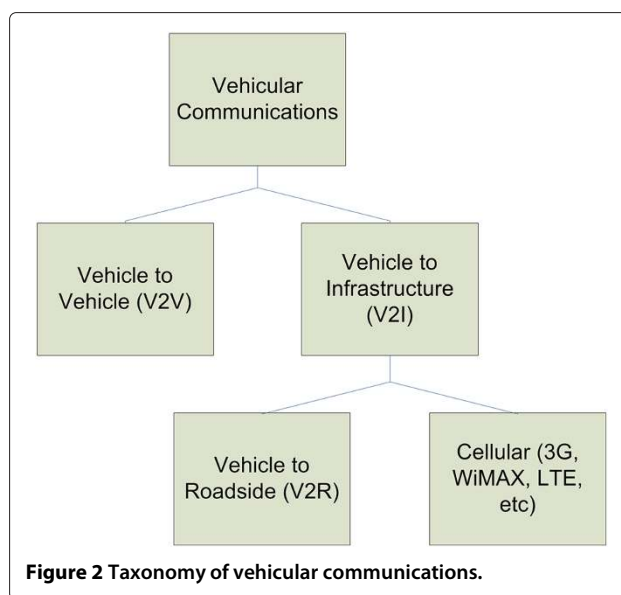 Vehicular
Communications
Vehicle to
Vehicle (V2V)
Vehicle to
Infrastructure
(V2I)
Vehicle to
Roadside (V2R)
Cellular (3G,
WiMAX, LTE,
etc)
Figure 2 Taxonomy of vehicular communications.